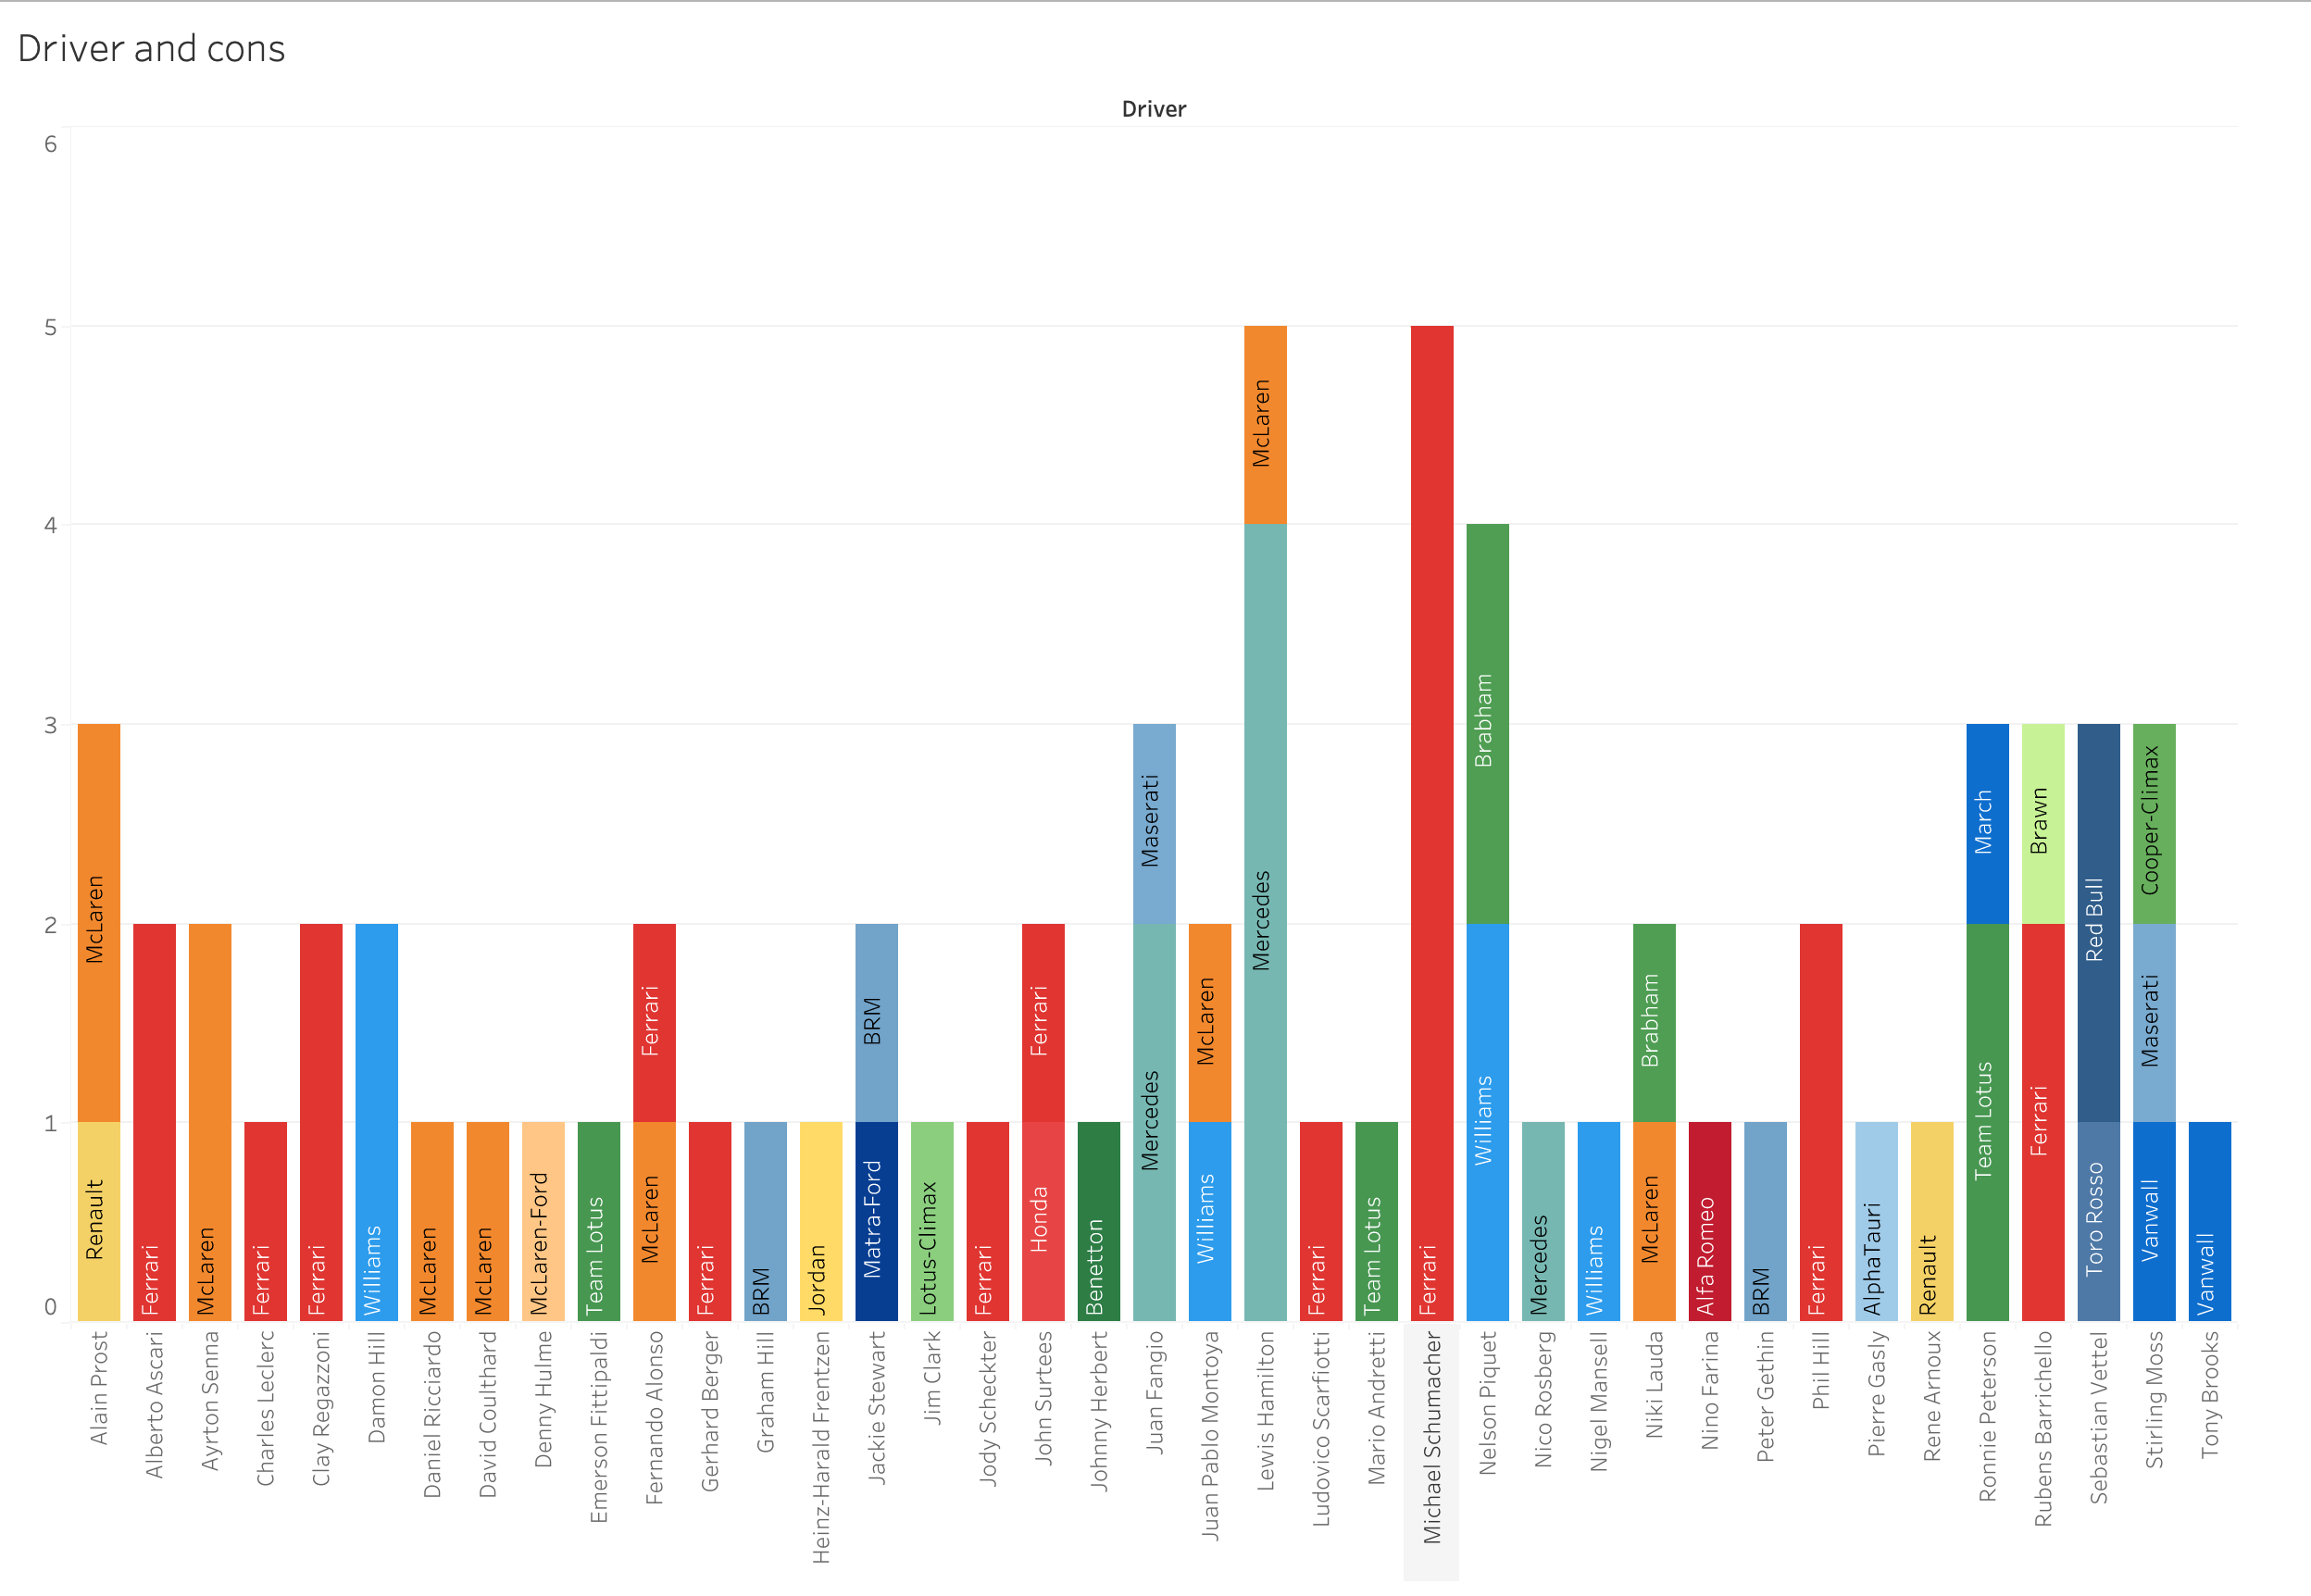 Driver and cons
Driver
6
5
4
3
2
1
0
McLaren
Renault
Ferrari
McLaren
Ferrari
Ferrari
Williams
McLaren
McLaren
McLaren-Ford
Team Lotus
Ferrari
McLaren
Ferrari
BRM
Jordan
BRM
Matra-Ford
Lotus-Climax
Ferrari
Ferrari
Honda
Benetton
Maserati
Mercedes
McLaren
Williams
McLaren
Mercedes
Ferrari
Team Lotus
Ferrari
Brabham
Williams
Mercedes
Williams
Brabham
McLaren
Alfa Romeo
BRM
Ferrari
AlphaTauri
Renault
March
Team Lotus
Brawn
Ferrari
Red Bull
Toro Rosso
Cooper-Climax
Maserati
Vanwall
Vanwall
Alain Prost
Alberto Ascari
Ayrton Senna
Charles Leclerc
Clay Regazzoni
Damon Hill
Daniel Ricciardo
David Coulthard
Denny Hulme
Emerson Fittipaldi
Fernando Alonso
Gerhard Berger
Graham Hill
Heinz-Harald Frentzen
Jackie Stewart
Jim Clark
Jody Scheckter
John Surtees
Johnny Herbert
Juan Fangio
Juan Pablo Montoya
Lewis Hamilton
Ludovico Scarfiotti
Mario Andretti
Michael Schumacher
Nelson Piquet
Nico Rosberg
Nigel Mansell
Niki Lauda
Nino Farina
Peter Gethin
Phil Hill
Pierre Gasly
Rene Arnoux
Ronnie Peterson
Rubens Barrichello
Sebastian Vettel
Stirling Moss
Tony Brooks